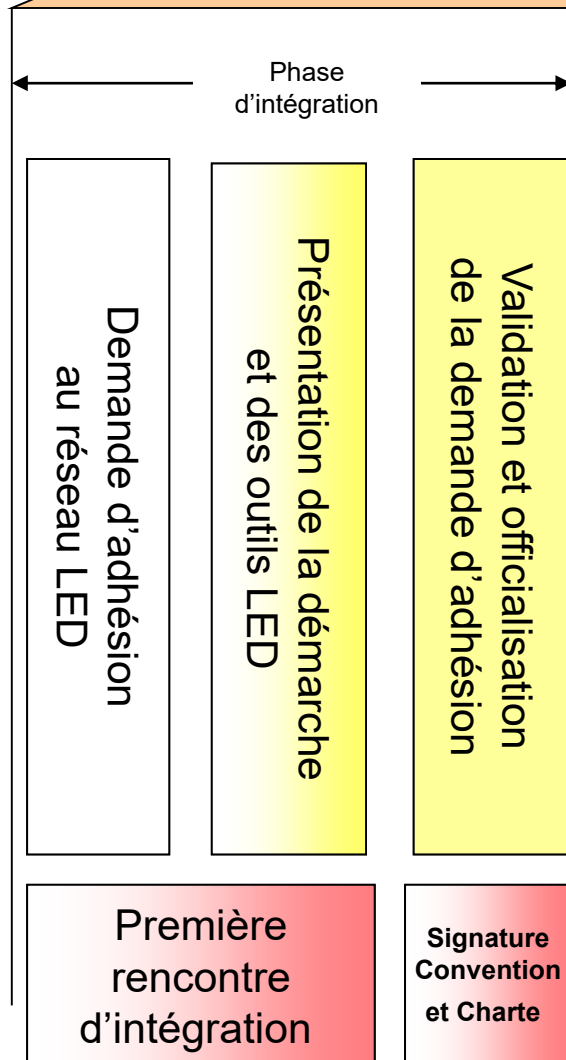 Phase
d’intégration
Demande d’adhésion
au réseau LED
Présentation de la démarche
et des outils LED
Validation et officialisation
de la demande d’adhésion
Première
rencontre
d’intégration
Signature
Convention
et Charte